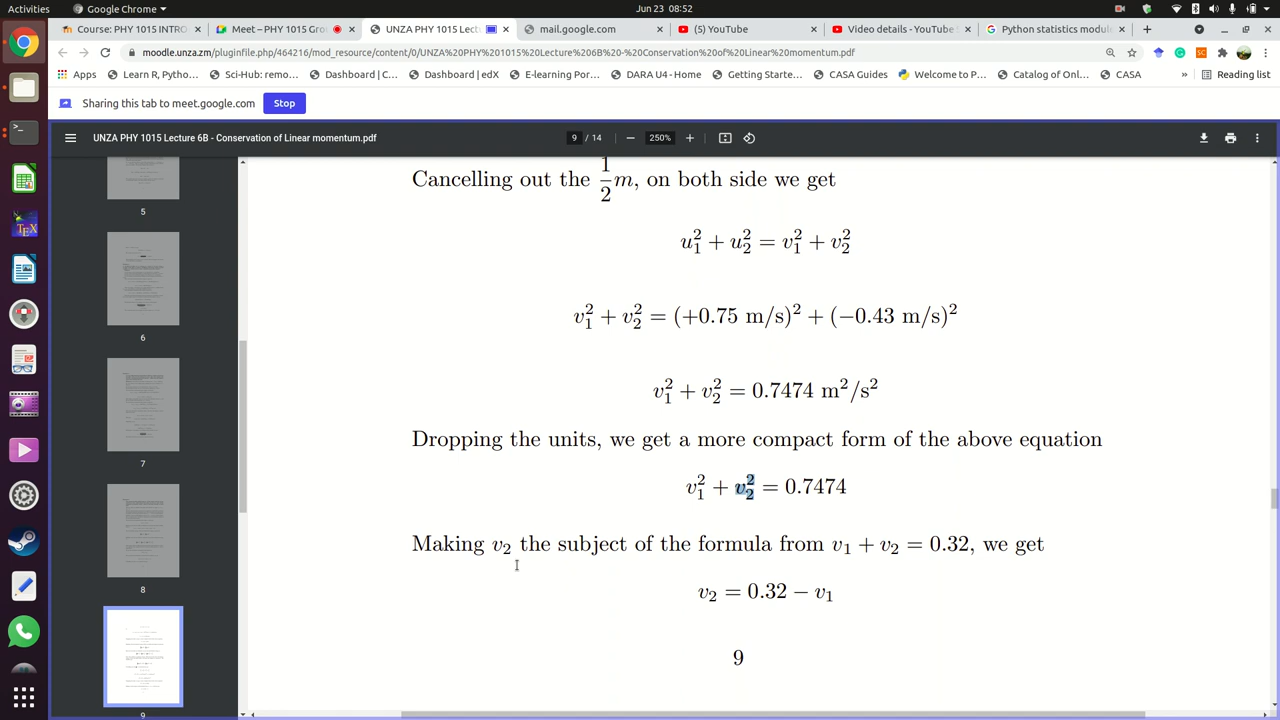 Activities Google Chrome Jun 23 08:52
Course: PHY 1015 INTRO Meet – PHY 1015 Gro UNZA PHY 1015 Lecture mail.google.com (5) YouTube Video details - YouTube Python statistics modul
moodle.unza.zm/pluginfile.php/464216/mod_resource/content/0/UNZA%20PHY%201015%20Lecture%206B%20-%20Conservation%20of%20Linear%20momentum.pdf
Apps Learn R, Python... Sci-Hub: remo... Dashboard | C... Dashboard | edX E-learning Por... DARA U4 - Home Getting Starte... CASA Guides Welcome to P... Catalog of Onl... CASA » Reading list
Sharing this tab to meet.google.com Stop
UNZA PHY 1015 Lecture 6B - Conservation of Linear momentum.pdf 9 / 14 250%
5
6
7
8
9
Cancelling out the 1/2 m, on both side we get
u₁² + u₂² = v₁² + v₂²
v₁² + v₂² = (+0.75 m/s)² + (−0.43 m/s)²
v₁² + v₂² = 0.7474 m²/s²
Dropping the units, we get a more compact form of the above equation
v₁² + v₂² = 0.7474
Making v₂ the subject of the formula from v₁ + v₂ = 0.32, we get
v₂ = 0.32 − v₁
9